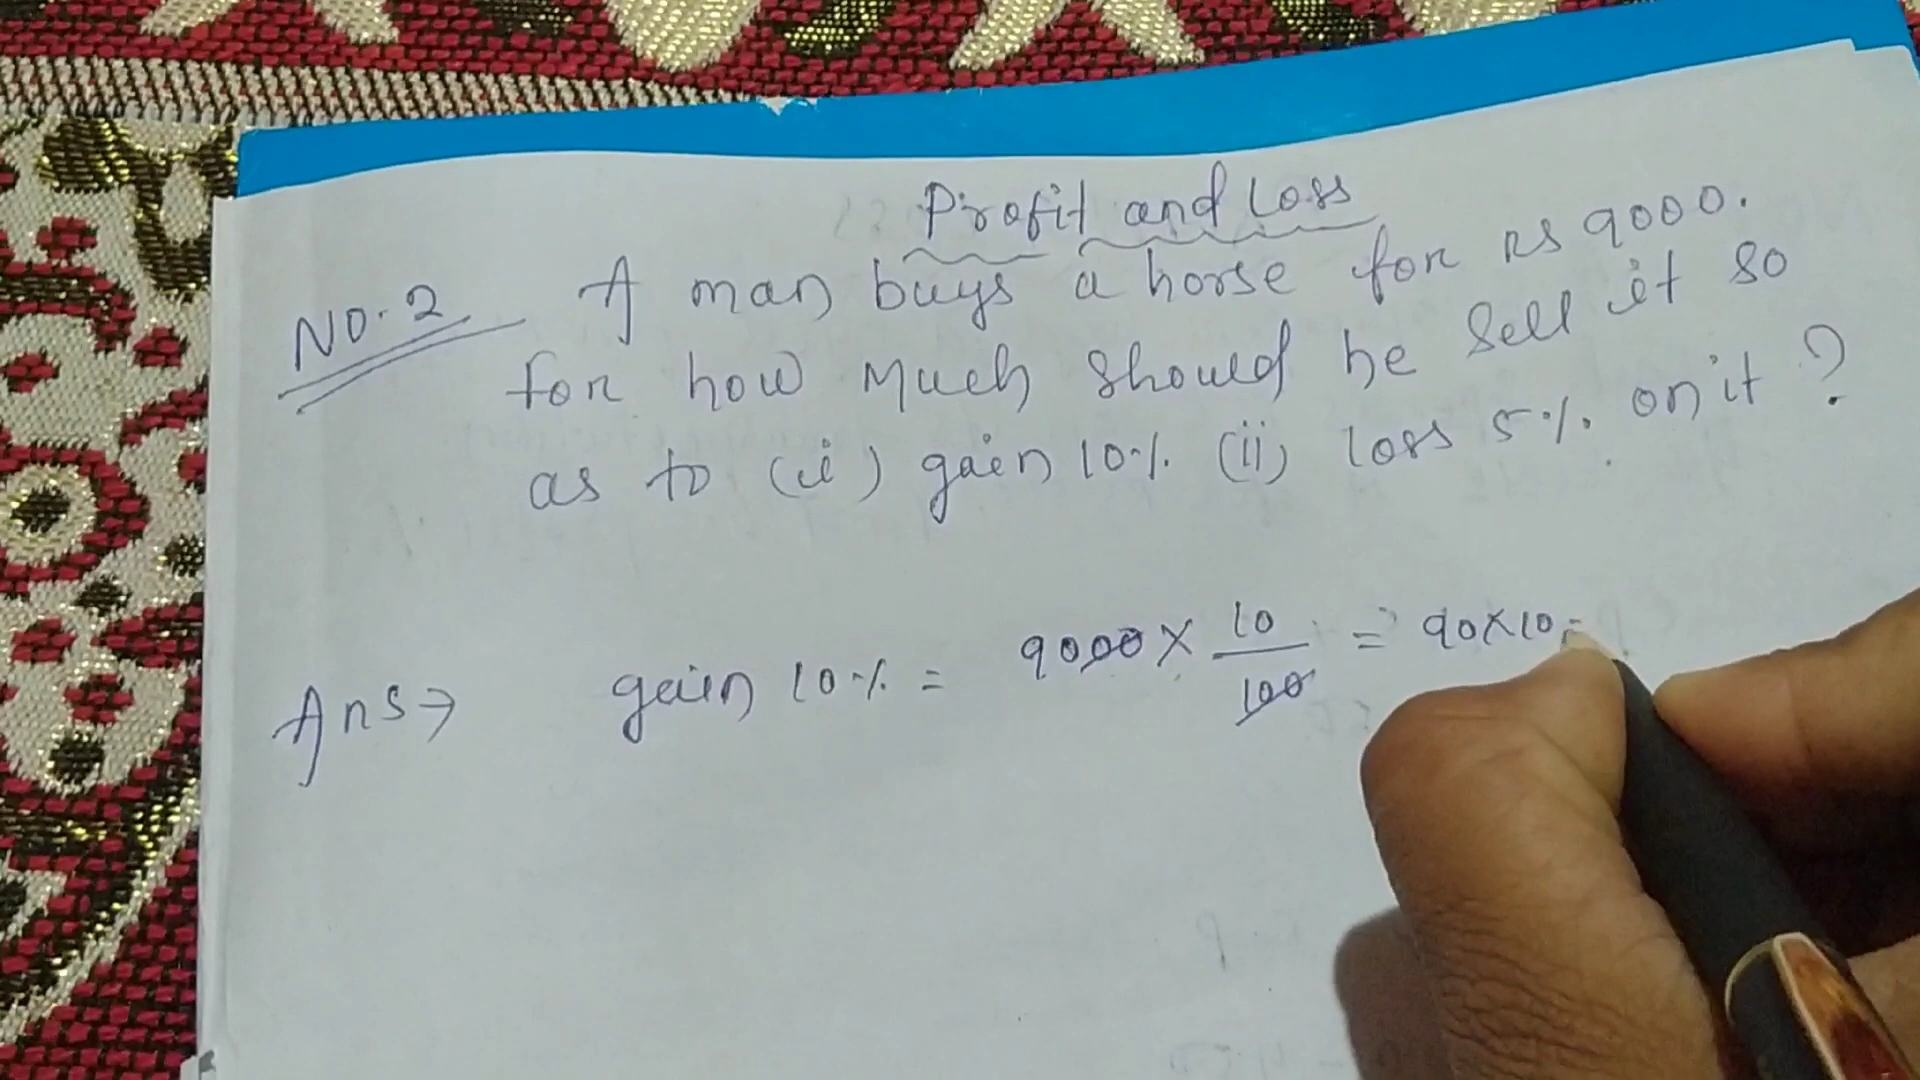 Profit and Loss
NO. 2 A man buys a horse for Rs 9000.
for how much should he sell it so
as to (i) gain 10% (ii) loss 5% on it?
Ans → gain 10% = 9000 × 10/100 = 90×10=